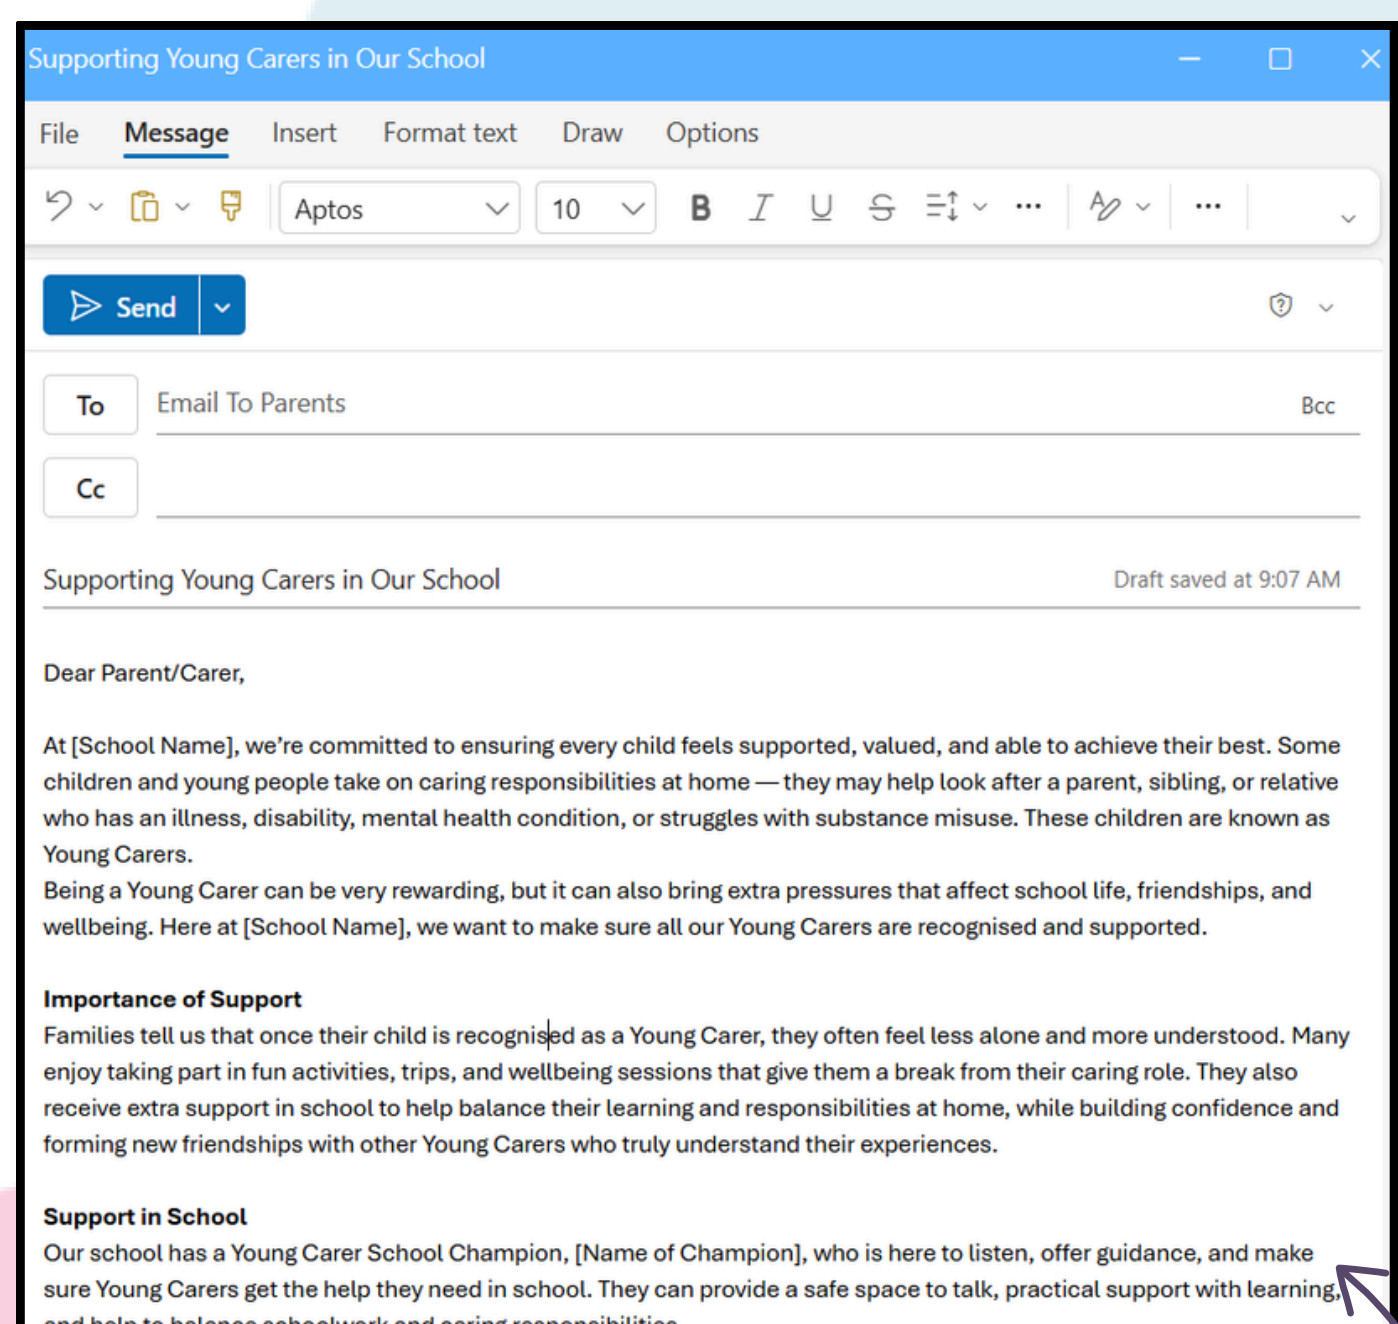 Supporting Young Carers in Our School
File Message Insert Format text Draw Options
Aptos 10 B I U S
Send
To Email To Parents Bcc
Cc
Supporting Young Carers in Our School Draft saved at 9:07 AM
Dear Parent/Carer,
At [School Name], we’re committed to ensuring every child feels supported, valued, and able to achieve their best. Some
children and young people take on caring responsibilities at home — they may help look after a parent, sibling, or relative
who has an illness, disability, mental health condition, or struggles with substance misuse. These children are known as
Young Carers.
Being a Young Carer can be very rewarding, but it can also bring extra pressures that affect school life, friendships, and
wellbeing. Here at [School Name], we want to make sure all our Young Carers are recognised and supported.
Importance of Support
Families tell us that once their child is recognised as a Young Carer, they often feel less alone and more understood. Many
enjoy taking part in fun activities, trips, and wellbeing sessions that give them a break from their caring role. They also
receive extra support in school to help balance their learning and responsibilities at home, while building confidence and
forming new friendships with other Young Carers who truly understand their experiences.
Support in School
Our school has a Young Carer School Champion, [Name of Champion], who is here to listen, offer guidance, and make
sure Young Carers get the help they need in school. They can provide a safe space to talk, practical support with learning,
and help to balance schoolwork and caring responsibilities.